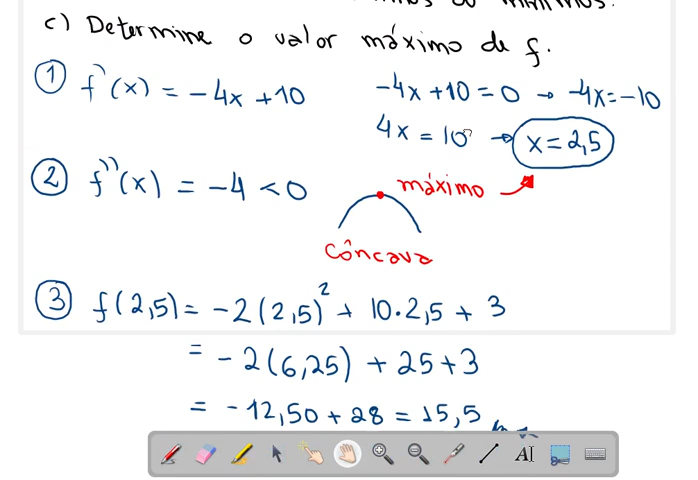 c) Determine o valor máximo de f.
① f'(x) = -4x + 10
-4x + 10 = 0 → -4x = -10
4x = 10 → x = 2,5
② f''(x) = -4 < 0
máximo
Côncava
③ f(2,5) = -2(2,5)² + 10·2,5 + 3
= -2(6,25) + 25 + 3
= -12,50 + 28 = 15,5
AI